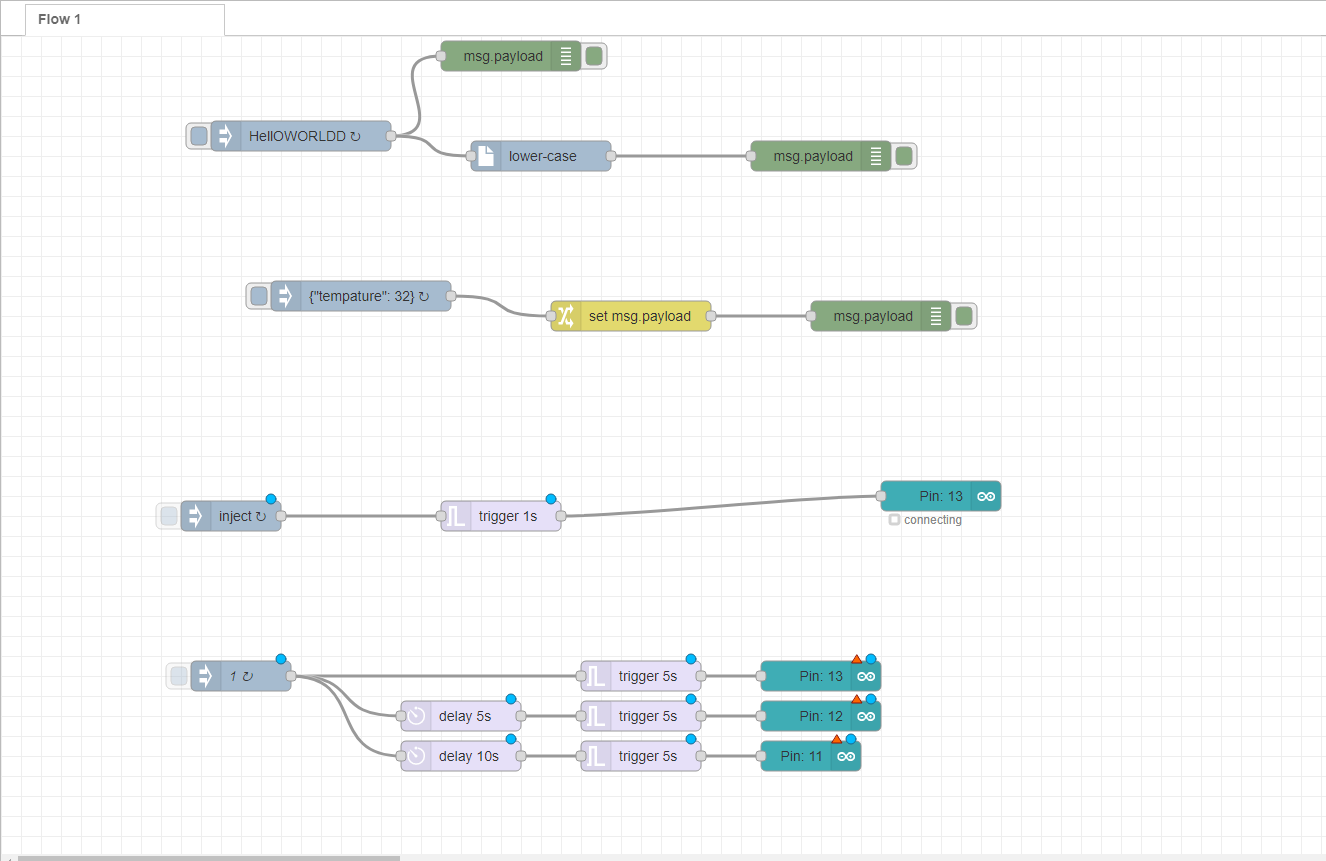 Flow 1
msg.payload
HellOWORLDD ↻
lower-case
msg.payload
{"tempature": 32} ↻
set msg.payload
msg.payload
inject ↻
trigger 1s
Pin: 13
connecting
1 ↻
trigger 5s
Pin: 13
delay 5s
trigger 5s
Pin: 12
delay 10s
trigger 5s
Pin: 11